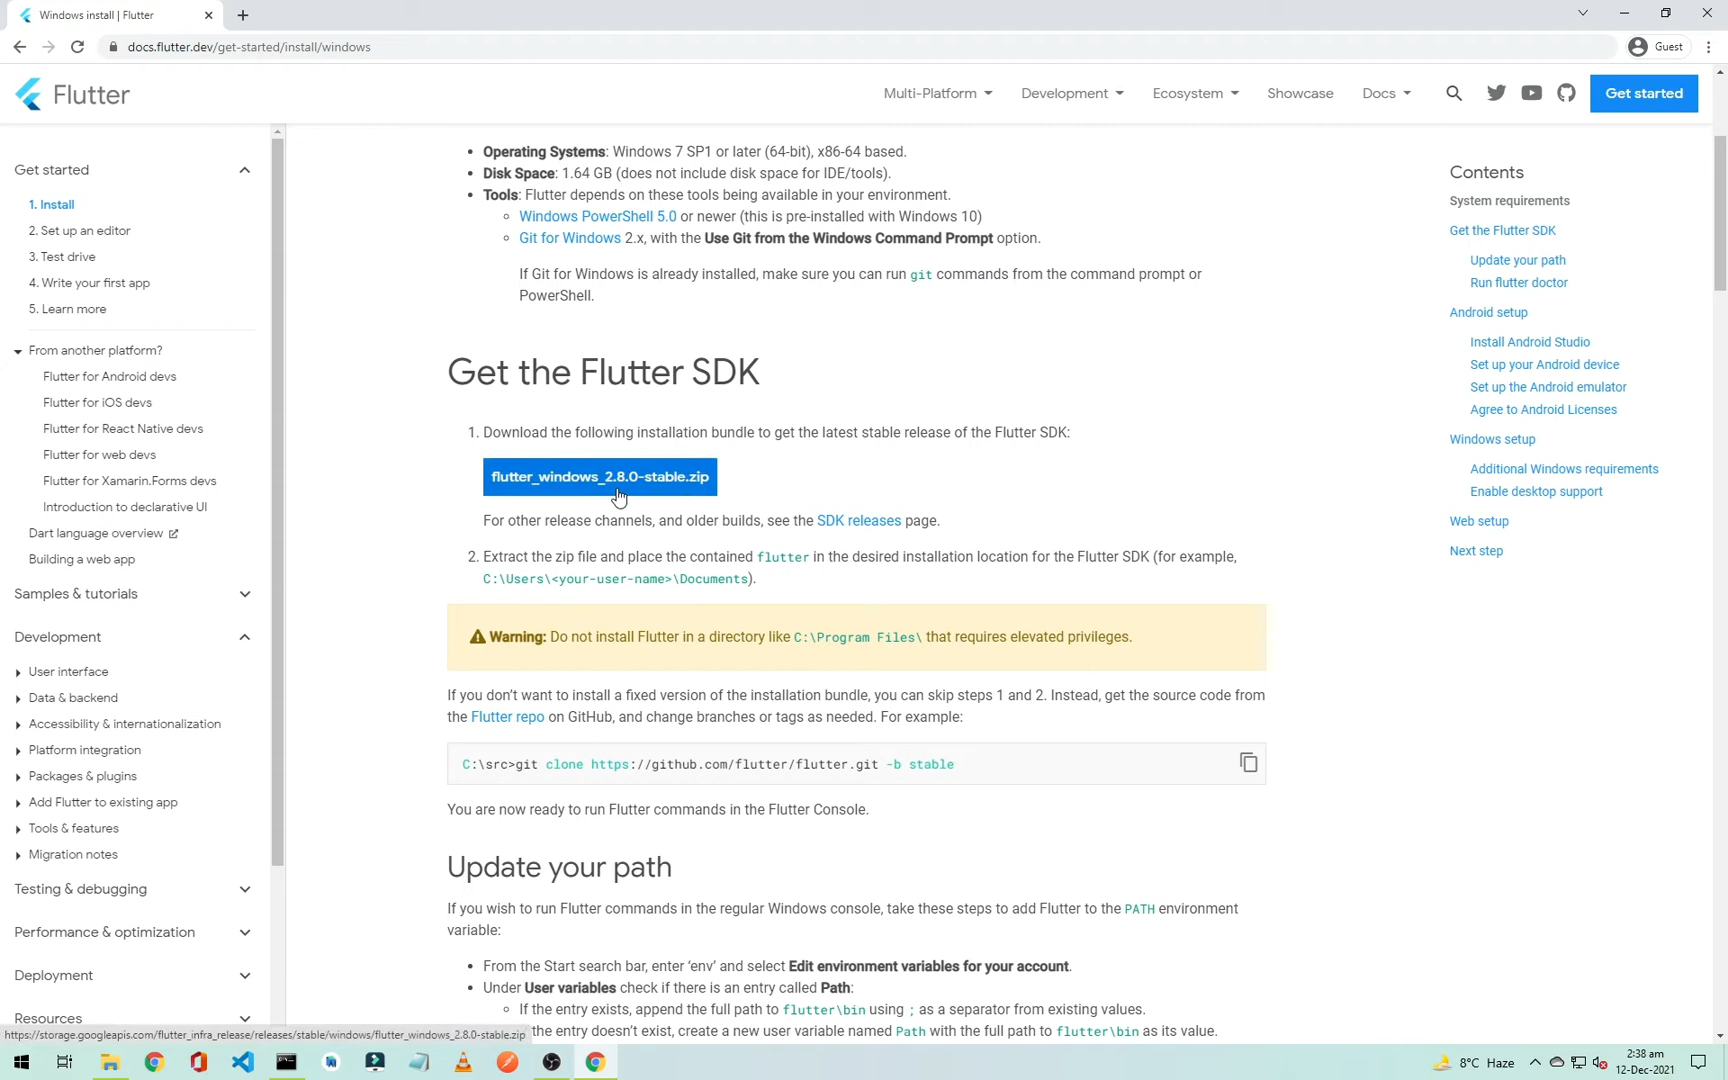 Windows install | Flutter
docs.flutter.dev/get-started/install/windows
Guest
Flutter
Multi-Platform
Development
Ecosystem
Showcase
Docs
Get started
Get started
1. Install
2. Set up an editor
3. Test drive
4. Write your first app
5. Learn more
From another platform?
Flutter for Android devs
Flutter for iOS devs
Flutter for React Native devs
Flutter for web devs
Flutter for Xamarin.Forms devs
Introduction to declarative UI
Dart language overview
Building a web app
Samples & tutorials
Development
User interface
Data & backend
Accessibility & internationalization
Platform integration
Packages & plugins
Add Flutter to existing app
Tools & features
Migration notes
Testing & debugging
Performance & optimization
Deployment
Resources
• Operating Systems: Windows 7 SP1 or later (64-bit), x86-64 based.
• Disk Space: 1.64 GB (does not include disk space for IDE/tools).
• Tools: Flutter depends on these tools being available in your environment.
Windows PowerShell 5.0 or newer (this is pre-installed with Windows 10)
Git for Windows 2.x, with the Use Git from the Windows Command Prompt option.
If Git for Windows is already installed, make sure you can run git commands from the command prompt or
PowerShell.
Get the Flutter SDK
1. Download the following installation bundle to get the latest stable release of the Flutter SDK:
flutter_windows_2.8.0-stable.zip
For other release channels, and older builds, see the SDK releases page.
2. Extract the zip file and place the contained flutter in the desired installation location for the Flutter SDK (for example,
C:\Users\<your-user-name>\Documents).
Warning: Do not install Flutter in a directory like C:\Program Files\ that requires elevated privileges.
If you don't want to install a fixed version of the installation bundle, you can skip steps 1 and 2. Instead, get the source code from
the Flutter repo on GitHub, and change branches or tags as needed. For example:
C:\src>git clone https://github.com/flutter/flutter.git -b stable
You are now ready to run Flutter commands in the Flutter Console.
Update your path
If you wish to run Flutter commands in the regular Windows console, take these steps to add Flutter to the PATH environment
variable:
• From the Start search bar, enter ‘env’ and select Edit environment variables for your account.
• Under User variables check if there is an entry called Path:
If the entry exists, append the full path to flutter\bin using ; as a separator from existing values.
the entry doesn't exist, create a new user variable named Path with the full path to flutter\bin as its value.
Contents
System requirements
Get the Flutter SDK
Update your path
Run flutter doctor
Android setup
Install Android Studio
Set up your Android device
Set up the Android emulator
Agree to Android Licenses
Windows setup
Additional Windows requirements
Enable desktop support
Web setup
Next step
https://storage.googleapis.com/flutter_infra_release/releases/stable/windows/flutter_windows_2.8.0-stable.zip
8°C Haze
2:38 am
12-Dec-2021